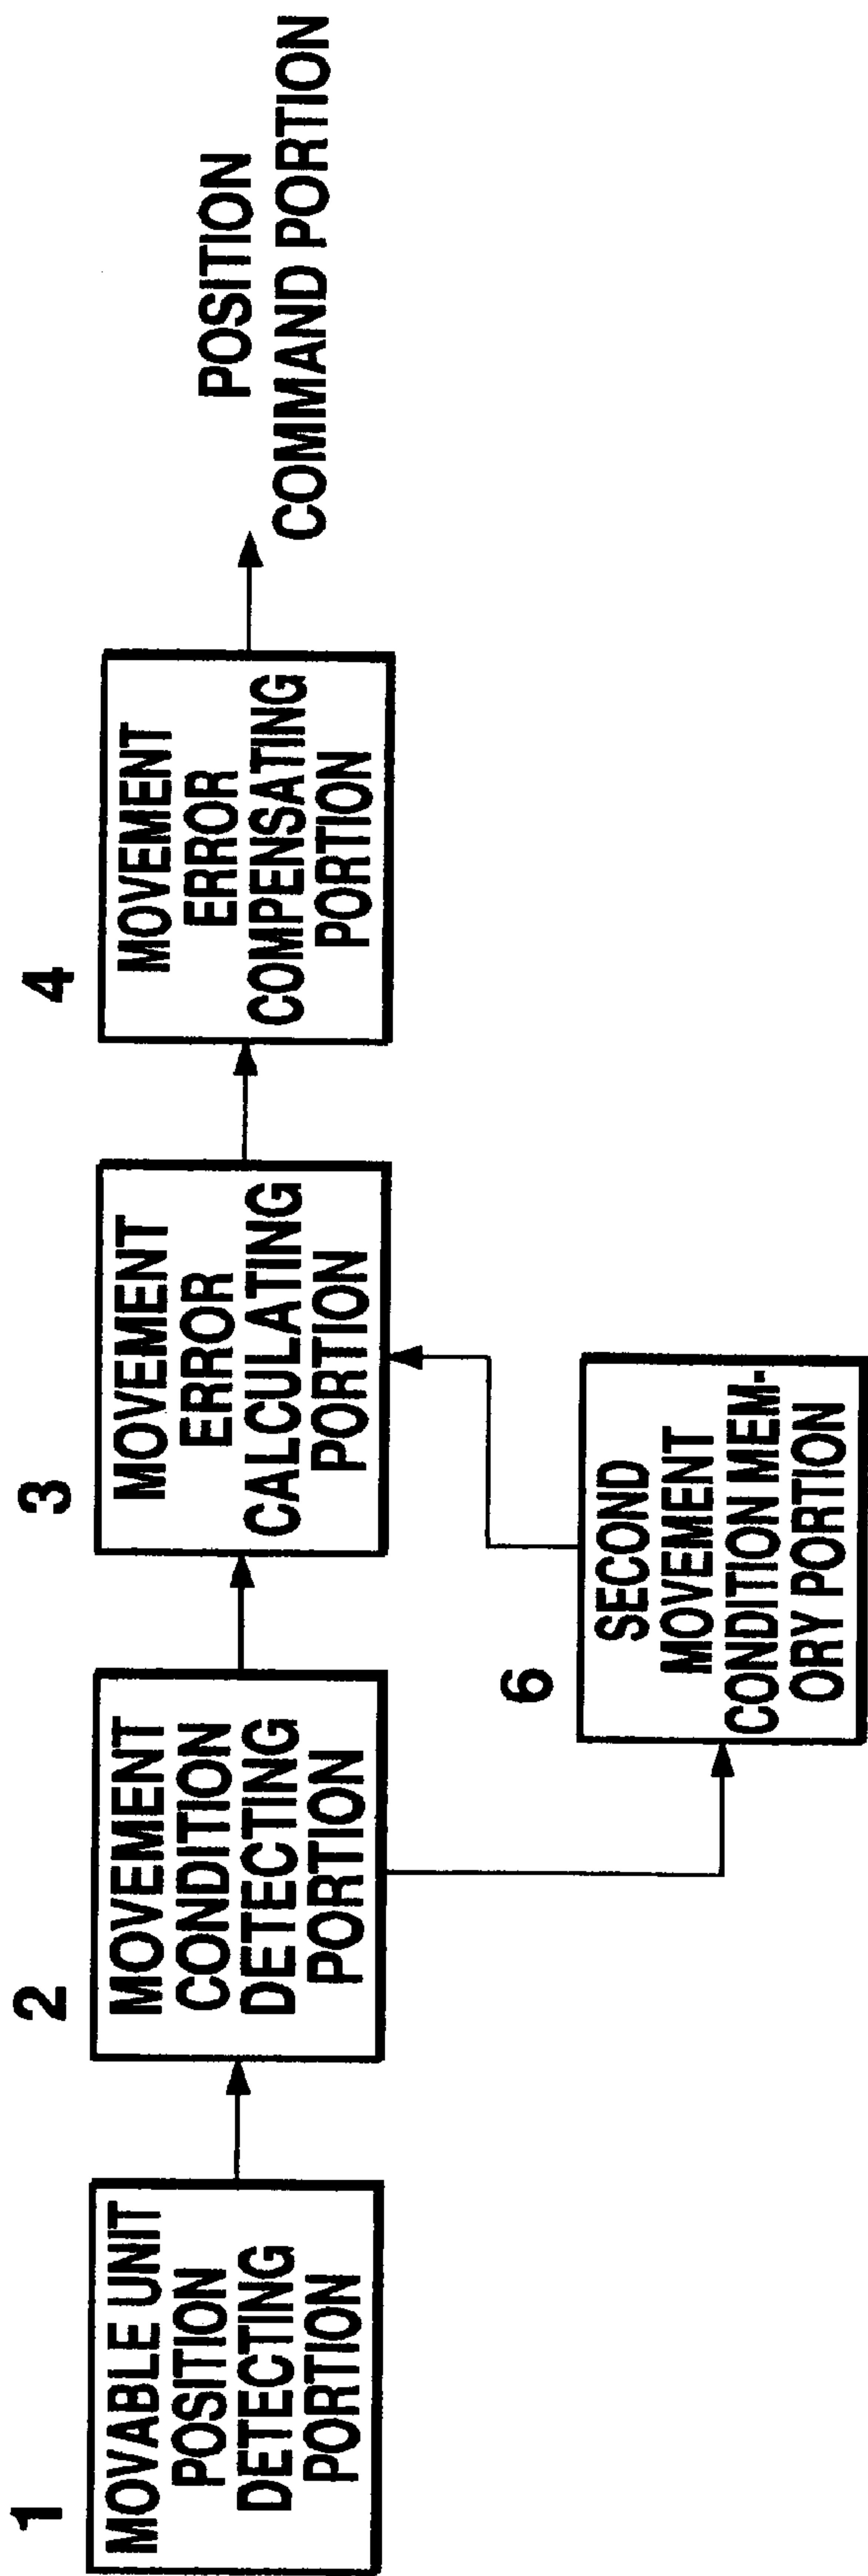 1
MOVABLE UNIT
POSITION
DETECTING
PORTION
2
MOVEMENT
CONDITION
DETECTING
PORTION
3
MOVEMENT
ERROR
CALCULATING
PORTION
4
MOVEMENT
ERROR
COMPENSATING
PORTION
POSITION
COMMAND PORTION
6
SECOND
MOVEMENT
CONDITION MEM-
ORY PORTION